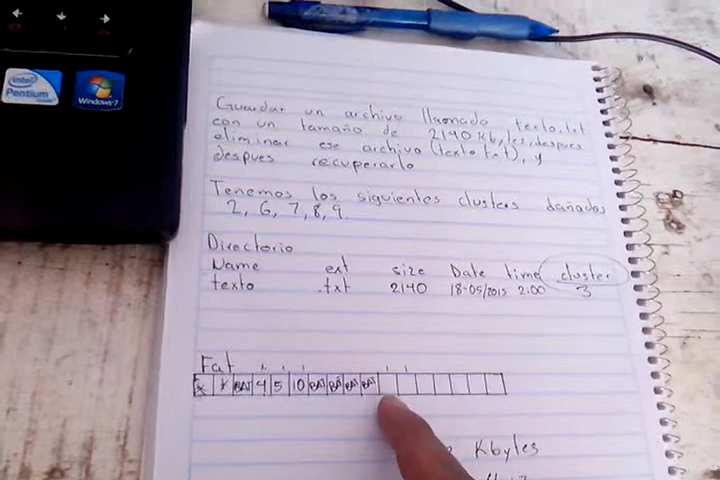 intel
Pentium
Windows 7
Guardar un archivo llamado texto.txt
con un tamaño de 2140 Kbytes, despues
eliminar ese archivo (texto txt), y
despues recuperarlo
Tenemos los siguientes clusters dañados
2, 6, 7, 8, 9.
Directorio
Name ext size Date time cluster
texto .txt 2140 18-05/2015 2:00 3
Fat
* * BAT 4 5 10 BAT BAT BAT BAT
Kbytes